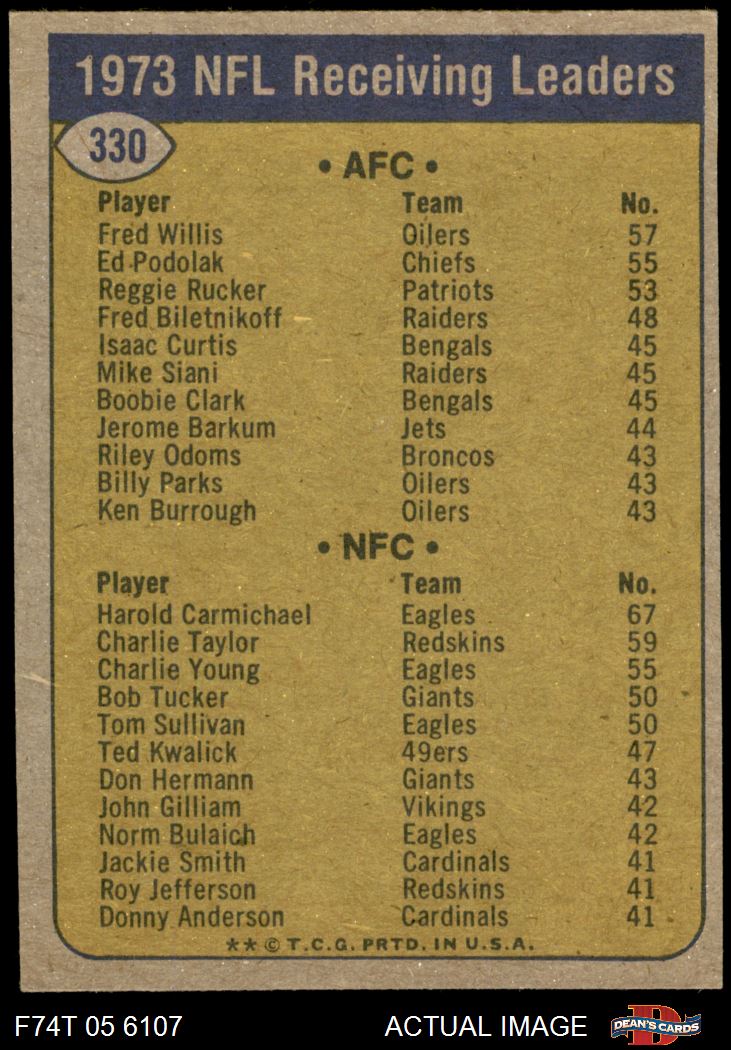 1973 NFL Receiving Leaders
330
• AFC •
Player Team No.
Fred Willis Oilers 57
Ed Podolak Chiefs 55
Reggie Rucker Patriots 53
Fred Biletnikoff Raiders 48
Isaac Curtis Bengals 45
Mike Siani Raiders 45
Boobie Clark Bengals 45
Jerome Barkum Jets 44
Riley Odoms Broncos 43
Billy Parks Oilers 43
Ken Burrough Oilers 43
• NFC •
Player Team No.
Harold Carmichael Eagles 67
Charlie Taylor Redskins 59
Charlie Young Eagles 55
Bob Tucker Giants 50
Tom Sullivan Eagles 50
Ted Kwalick 49ers 47
Don Hermann Giants 43
John Gilliam Vikings 42
Norm Bulaich Eagles 42
Jackie Smith Cardinals 41
Roy Jefferson Redskins 41
Donny Anderson Cardinals 41
** © T.C.G. PRTD. IN U.S.A.
F74T 05 6107 ACTUAL IMAGE
D
DEAN'S CARDS